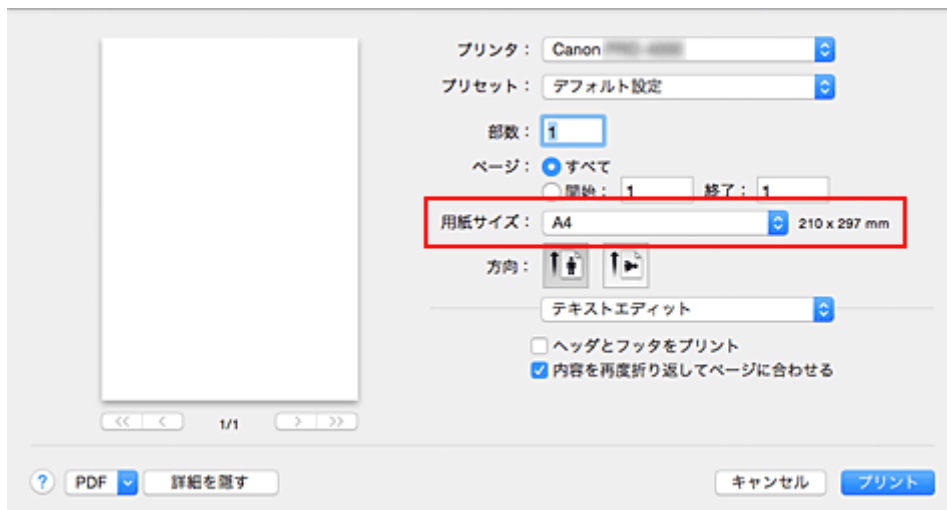 プリンタ： Canon
プリセット： デフォルト設定
部数： 1
ページ： すべて
開始： 1 終了： 1
用紙サイズ： A4 210 x 297 mm
方向：
テキストエディット
ヘッダとフッタをプリント
内容を再度折り返してページに合わせる
<< < 1/1 > >>
? PDF 詳細を隠す キャンセル プリント